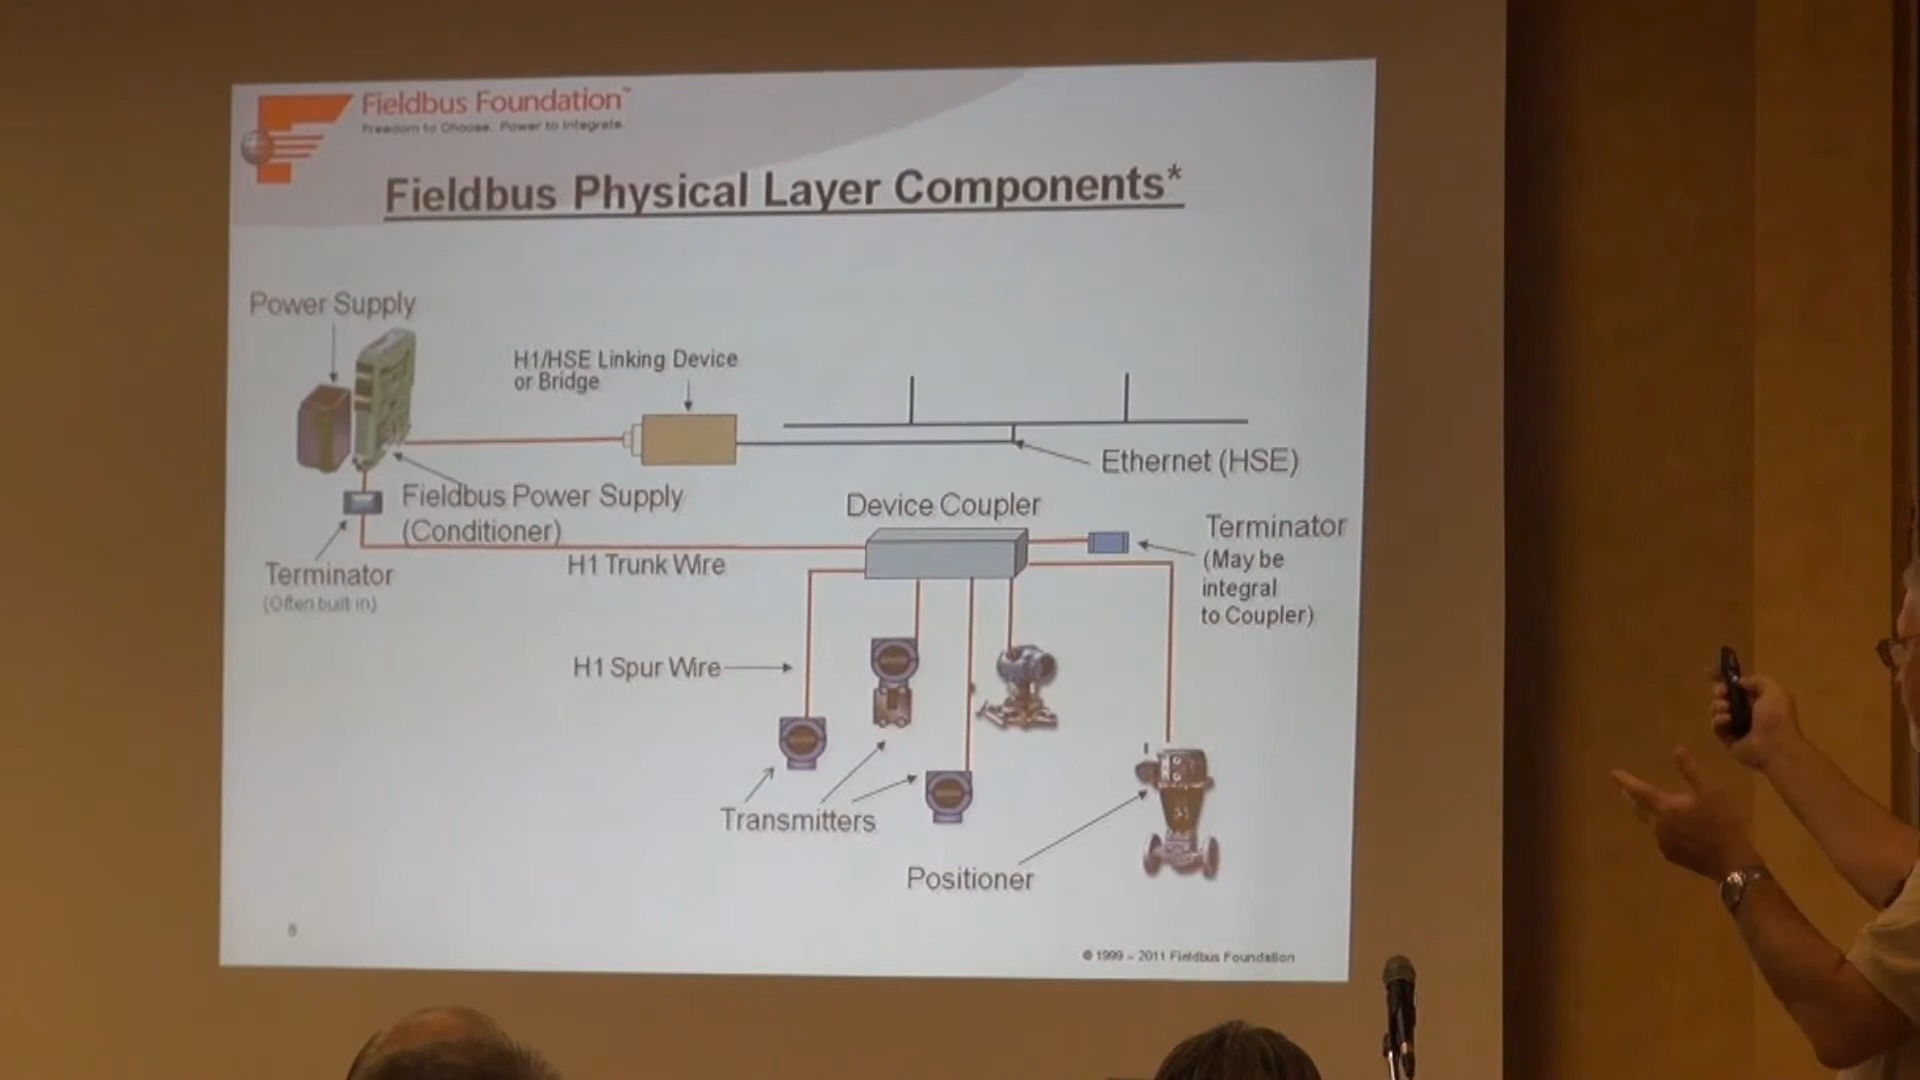 Fieldbus Foundation™
Freedom to Choose. Power to Integrate.
Fieldbus Physical Layer Components*
Power Supply
H1/HSE Linking Device
or Bridge
Ethernet (HSE)
Fieldbus Power Supply
(Conditioner)
Device Coupler
Terminator
(May be
integral
to Coupler)
H1 Trunk Wire
Terminator
(Often built in)
H1 Spur Wire
Transmitters
Positioner
© 1999 – 2011 Fieldbus Foundation